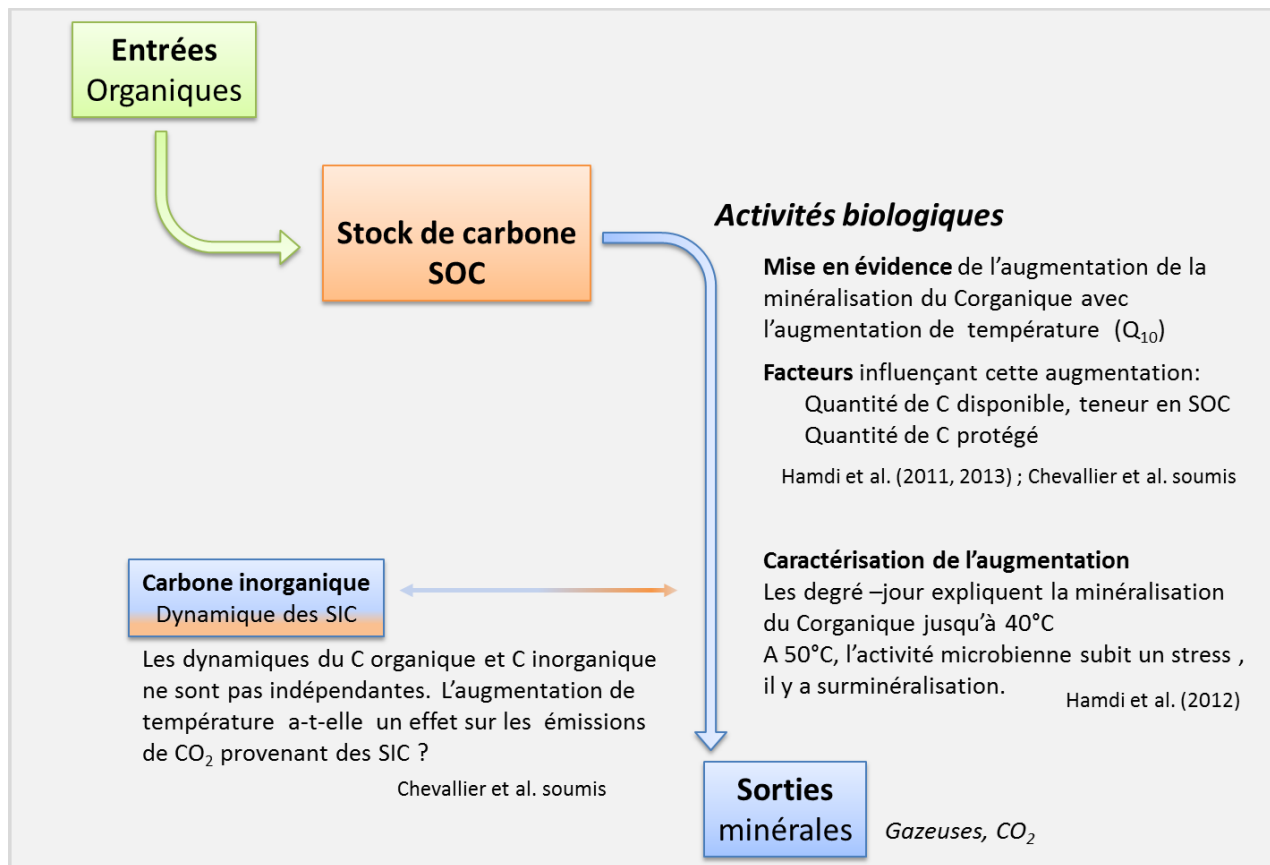 Entrées
Organiques
Stock de carbone
SOC
Activités biologiques
Mise en évidence de l’augmentation de la
minéralisation du Corganique avec
l’augmentation de température (Q10)
Facteurs influençant cette augmentation:
Quantité de C disponible, teneur en SOC
Quantité de C protégé
Hamdi et al. (2011, 2013) ; Chevallier et al. soumis
Caractérisation de l’augmentation
Les degré –jour expliquent la minéralisation
du Corganique jusqu’à 40°C
A 50°C, l’activité microbienne subit un stress ,
il y a surminéralisation.
Hamdi et al. (2012)
Carbone inorganique
Dynamique des SIC
Les dynamiques du C organique et C inorganique
ne sont pas indépendantes. L’augmentation de
température a-t-elle un effet sur les émissions
de CO2 provenant des SIC ?
Chevallier et al. soumis
Sorties
minérales
Gazeuses, CO2